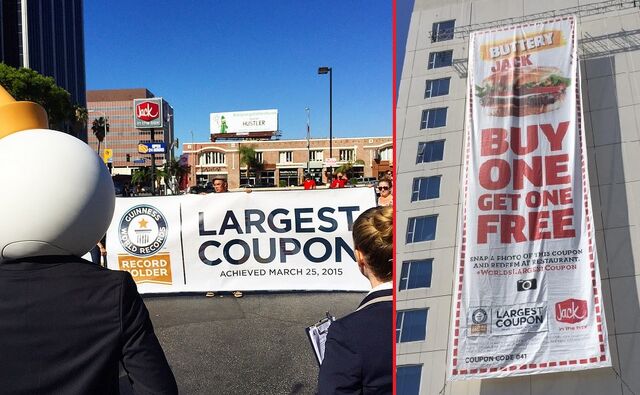 Jack
HUSTLER
GUINNESS
WORLD RECORDS
RECORD
HOLDER
LARGEST
COUPON
ACHIEVED MARCH 25, 2015
BUTTERY
JACK
BUY
ONE
GET ONE
FREE
SNAP A PHOTO OF THIS COUPON
AND REDEEM AT RESTAURANT.
#WORLDSLARGESTCOUPON
LARGEST
COUPON
Jack
in the box
COUPON CODE 041